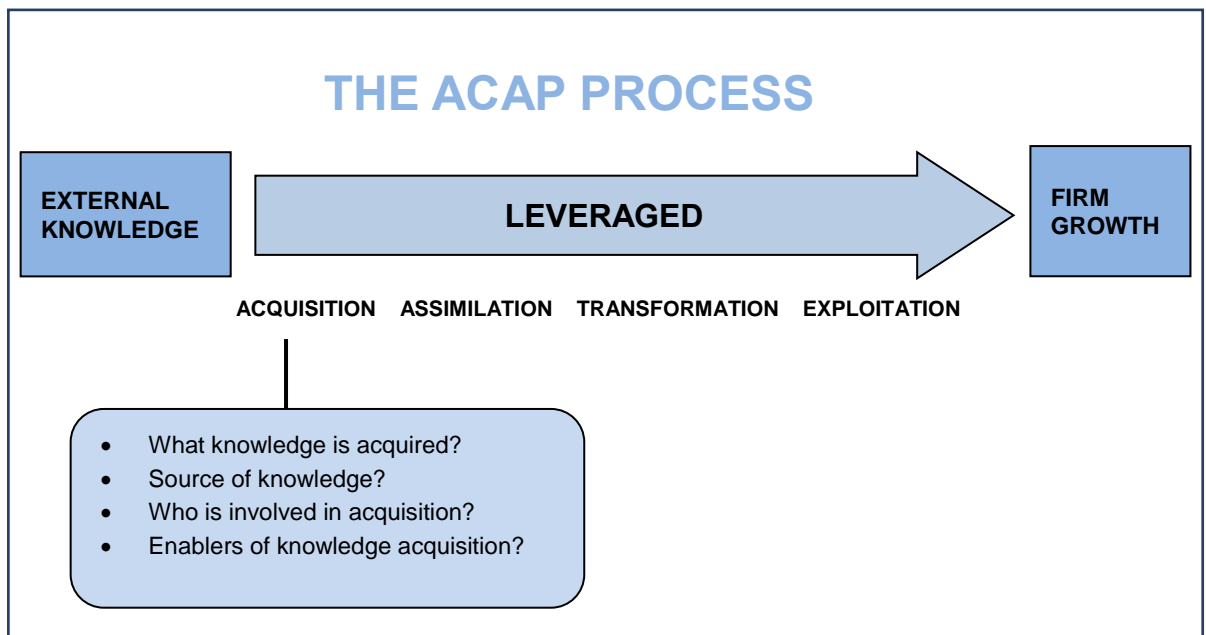 THE ACAP PROCESS
EXTERNAL
KNOWLEDGE
LEVERAGED
FIRM
GROWTH
ACQUISITION ASSIMILATION TRANSFORMATION EXPLOITATION
• What knowledge is acquired?
• Source of knowledge?
• Who is involved in acquisition?
• Enablers of knowledge acquisition?